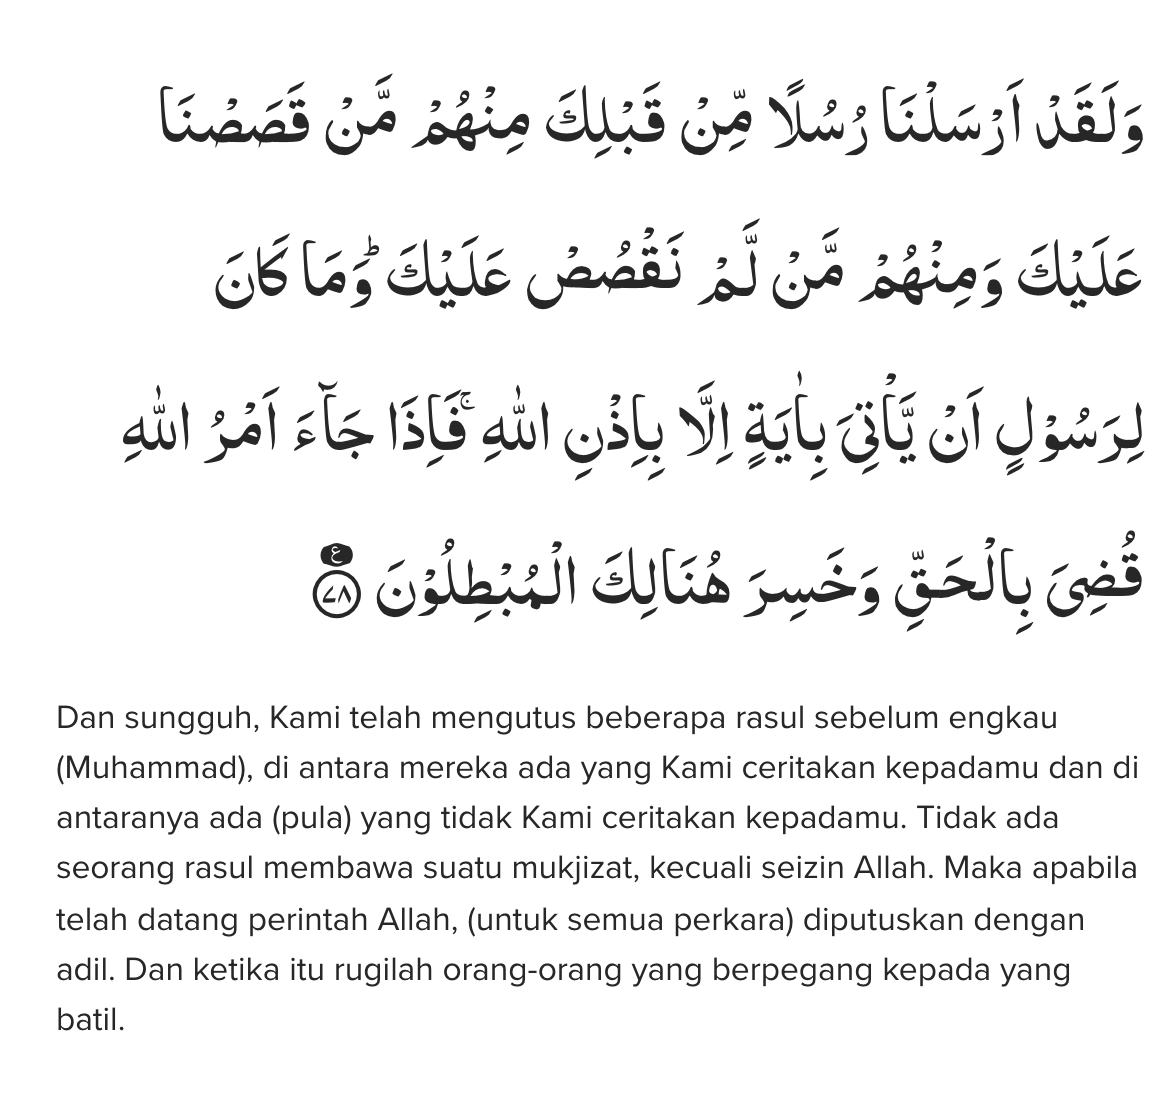 وَلَقَدْ اَرْسَلْنَا رُسُلًا مِّنْ قَبْلِكَ مِنْهُمْ مَّنْ قَصَصْنَا
عَلَيْكَ وَمِنْهُمْ مَّنْ لَّمْ نَقْصُصْ عَلَيْكَ ۗوَمَا كَانَ
لِرَسُوْلٍ اَنْ يَّأْتِيَ بِاٰيَةٍ اِلَّا بِاِذْنِ اللّٰهِ ۚفَاِذَا جَاۤءَ اَمْرُ اللّٰهِ
قُضِيَ بِالْحَقِّ وَخَسِرَ هُنَالِكَ الْمُبْطِلُوْنَ ࣖ ٧٨
Dan sungguh, Kami telah mengutus beberapa rasul sebelum engkau
(Muhammad), di antara mereka ada yang Kami ceritakan kepadamu dan di
antaranya ada (pula) yang tidak Kami ceritakan kepadamu. Tidak ada
seorang rasul membawa suatu mukjizat, kecuali seizin Allah. Maka apabila
telah datang perintah Allah, (untuk semua perkara) diputuskan dengan
adil. Dan ketika itu rugilah orang-orang yang berpegang kepada yang
batil.